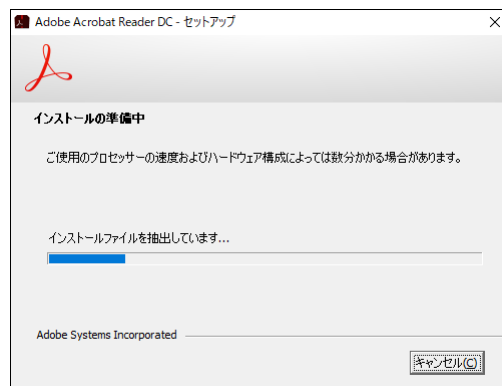 Adobe Acrobat Reader DC - セットアップ
インストールの準備中
ご使用のプロセッサーの速度およびハードウェア構成によっては数分かかる場合があります。
インストールファイルを抽出しています...
Adobe Systems Incorporated
キャンセル(C)